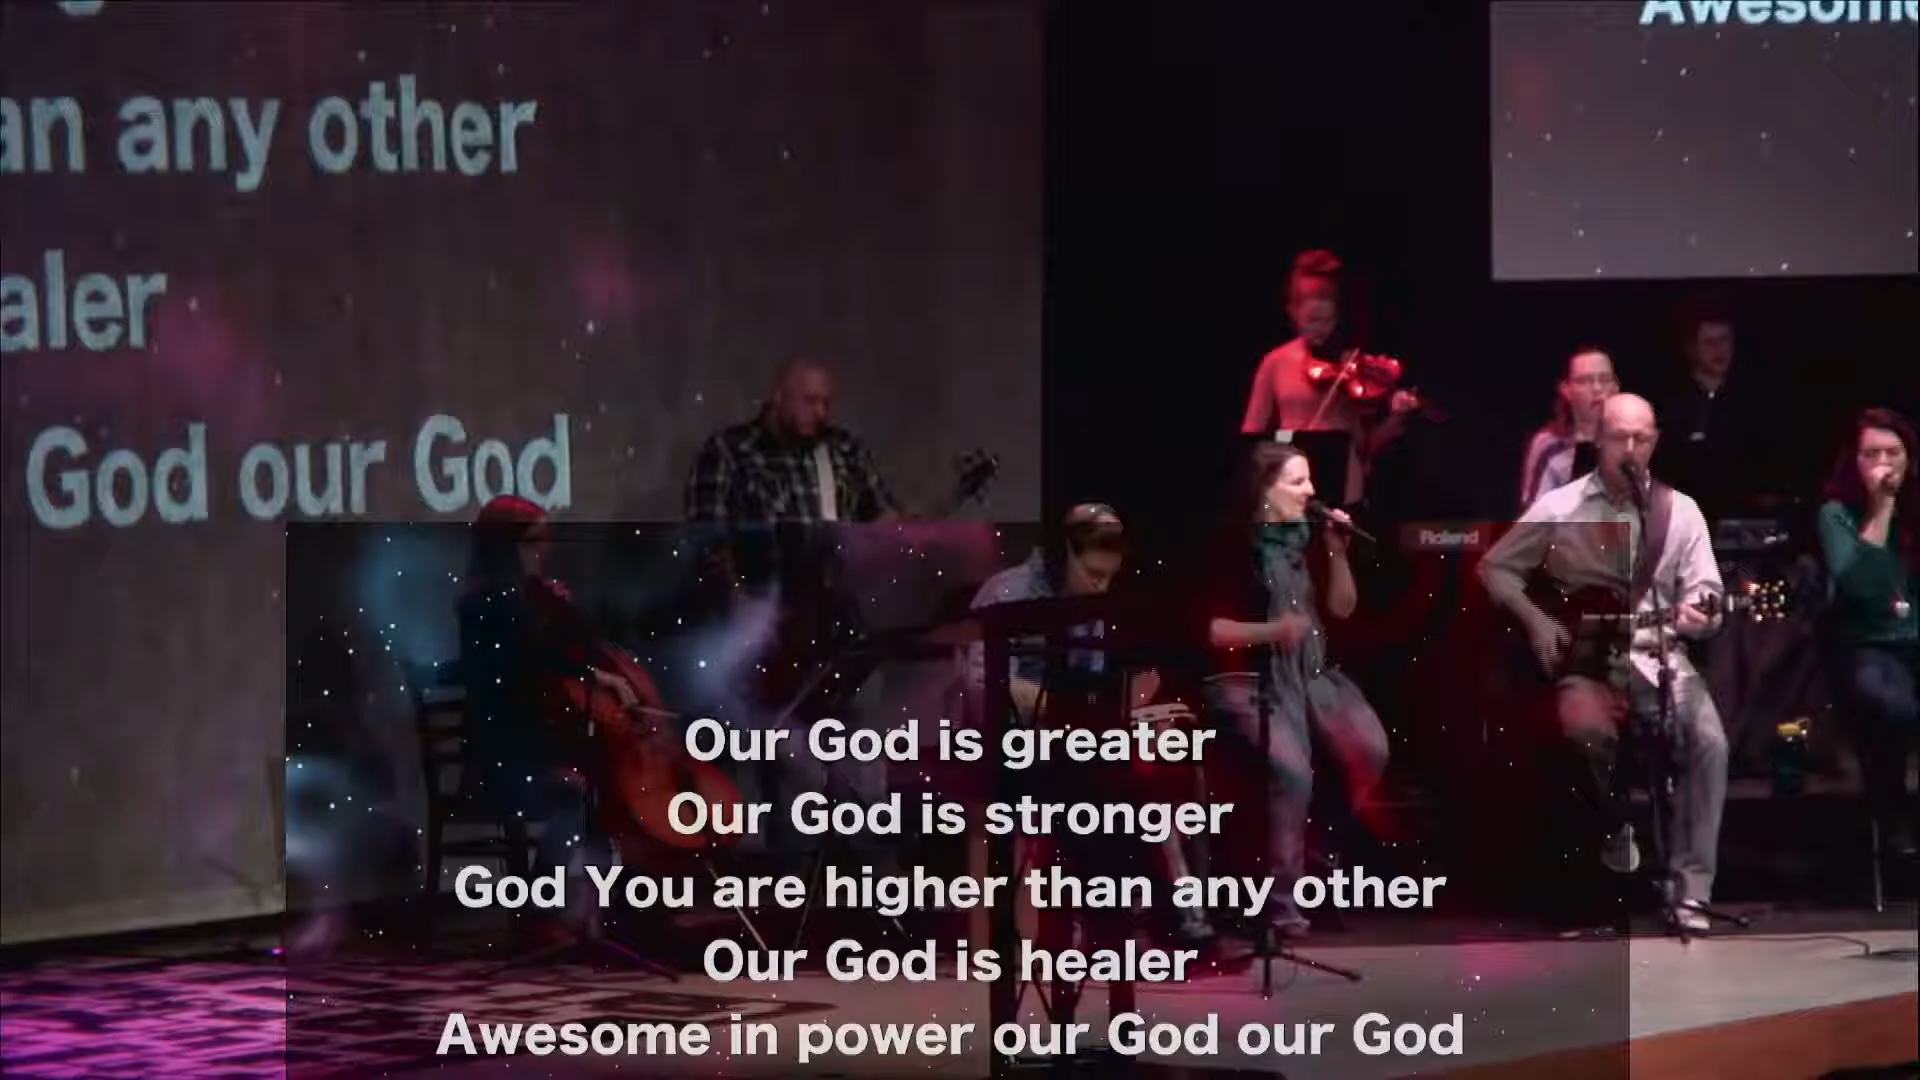 Awesome
an any other
aler
God our God
Roland
Our God is greater
Our God is stronger
God You are higher than any other
Our God is healer
Awesome in power our God our God